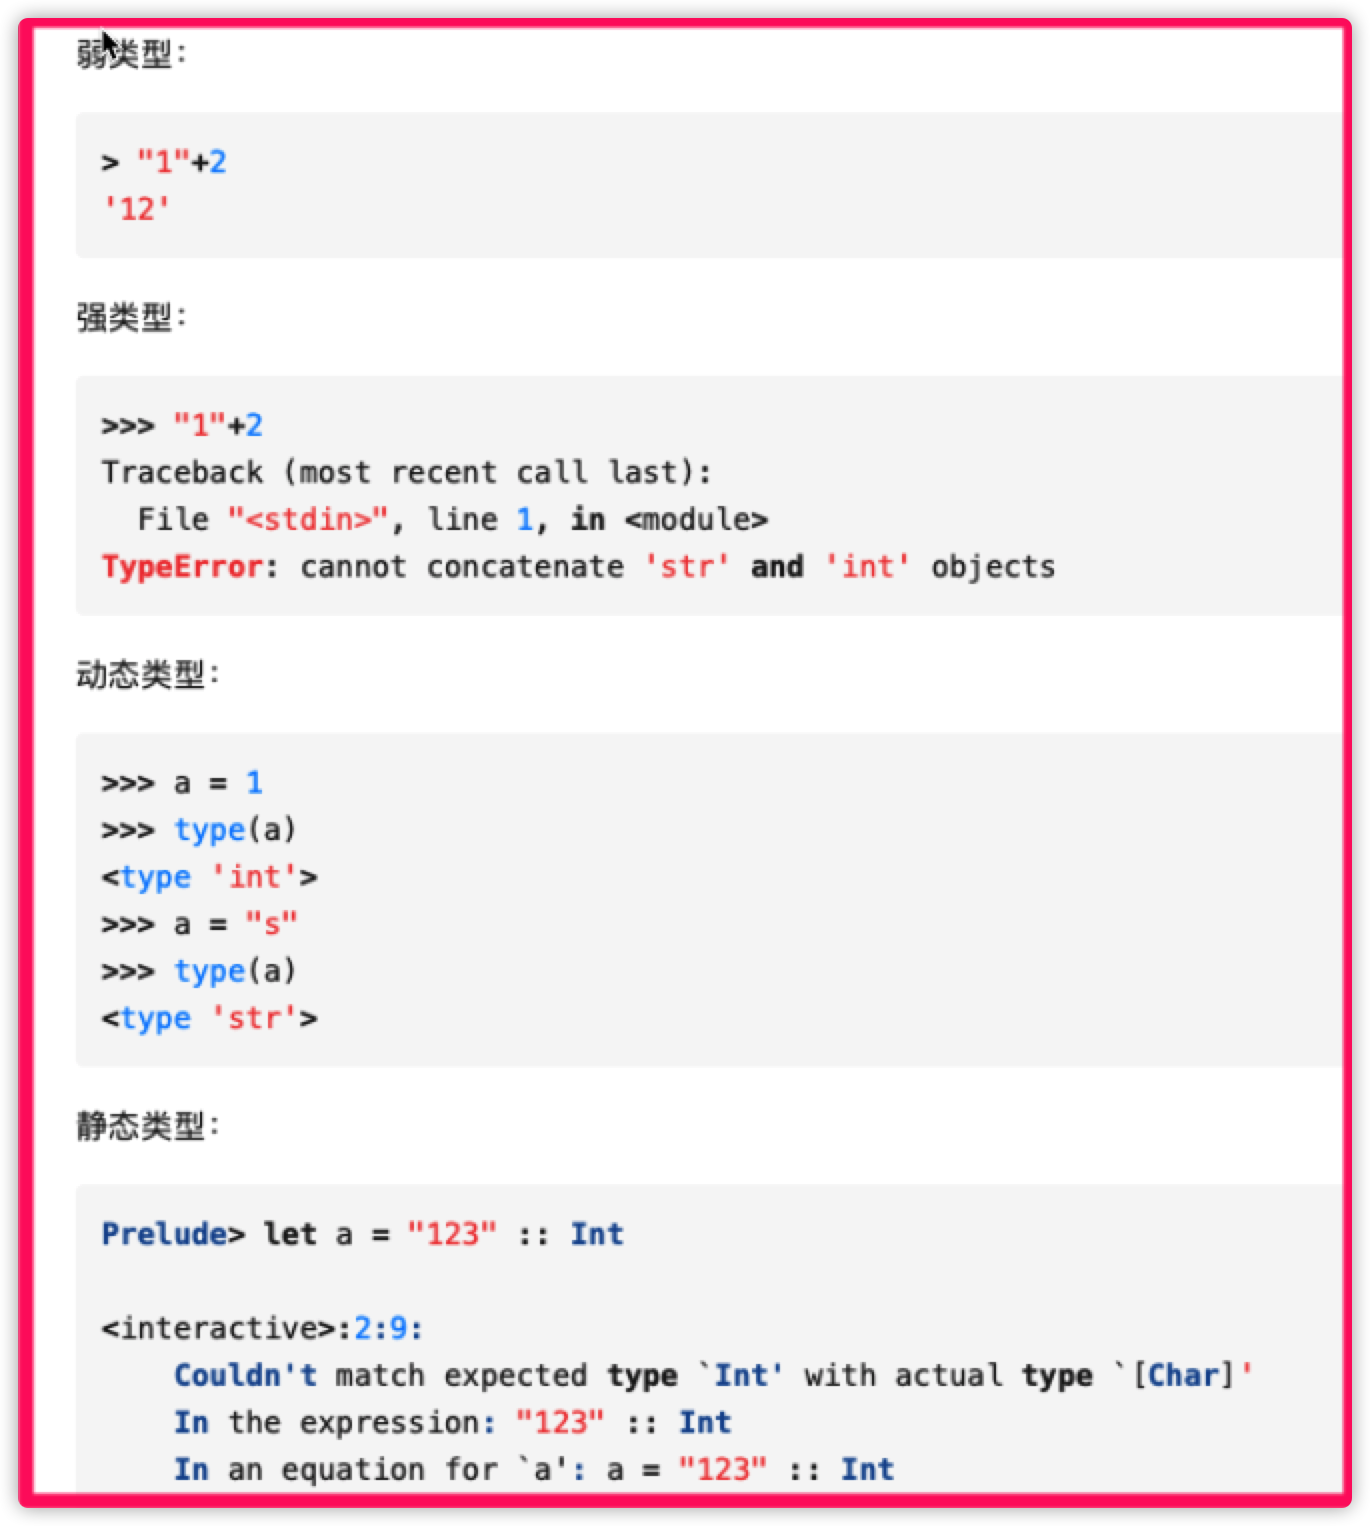 弱类型:
> "1"+2
'12'
强类型:
>>> "1"+2
Traceback (most recent call last):
  File "<stdin>", line 1, in <module>
TypeError: cannot concatenate 'str' and 'int' objects
动态类型:
>>> a = 1
>>> type(a)
<type 'int'>
>>> a = "s"
>>> type(a)
<type 'str'>
静态类型:
Prelude> let a = "123" :: Int
<interactive>:2:9:
    Couldn't match expected type `Int' with actual type `[Char]'
    In the expression: "123" :: Int
    In an equation for `a': a = "123" :: Int